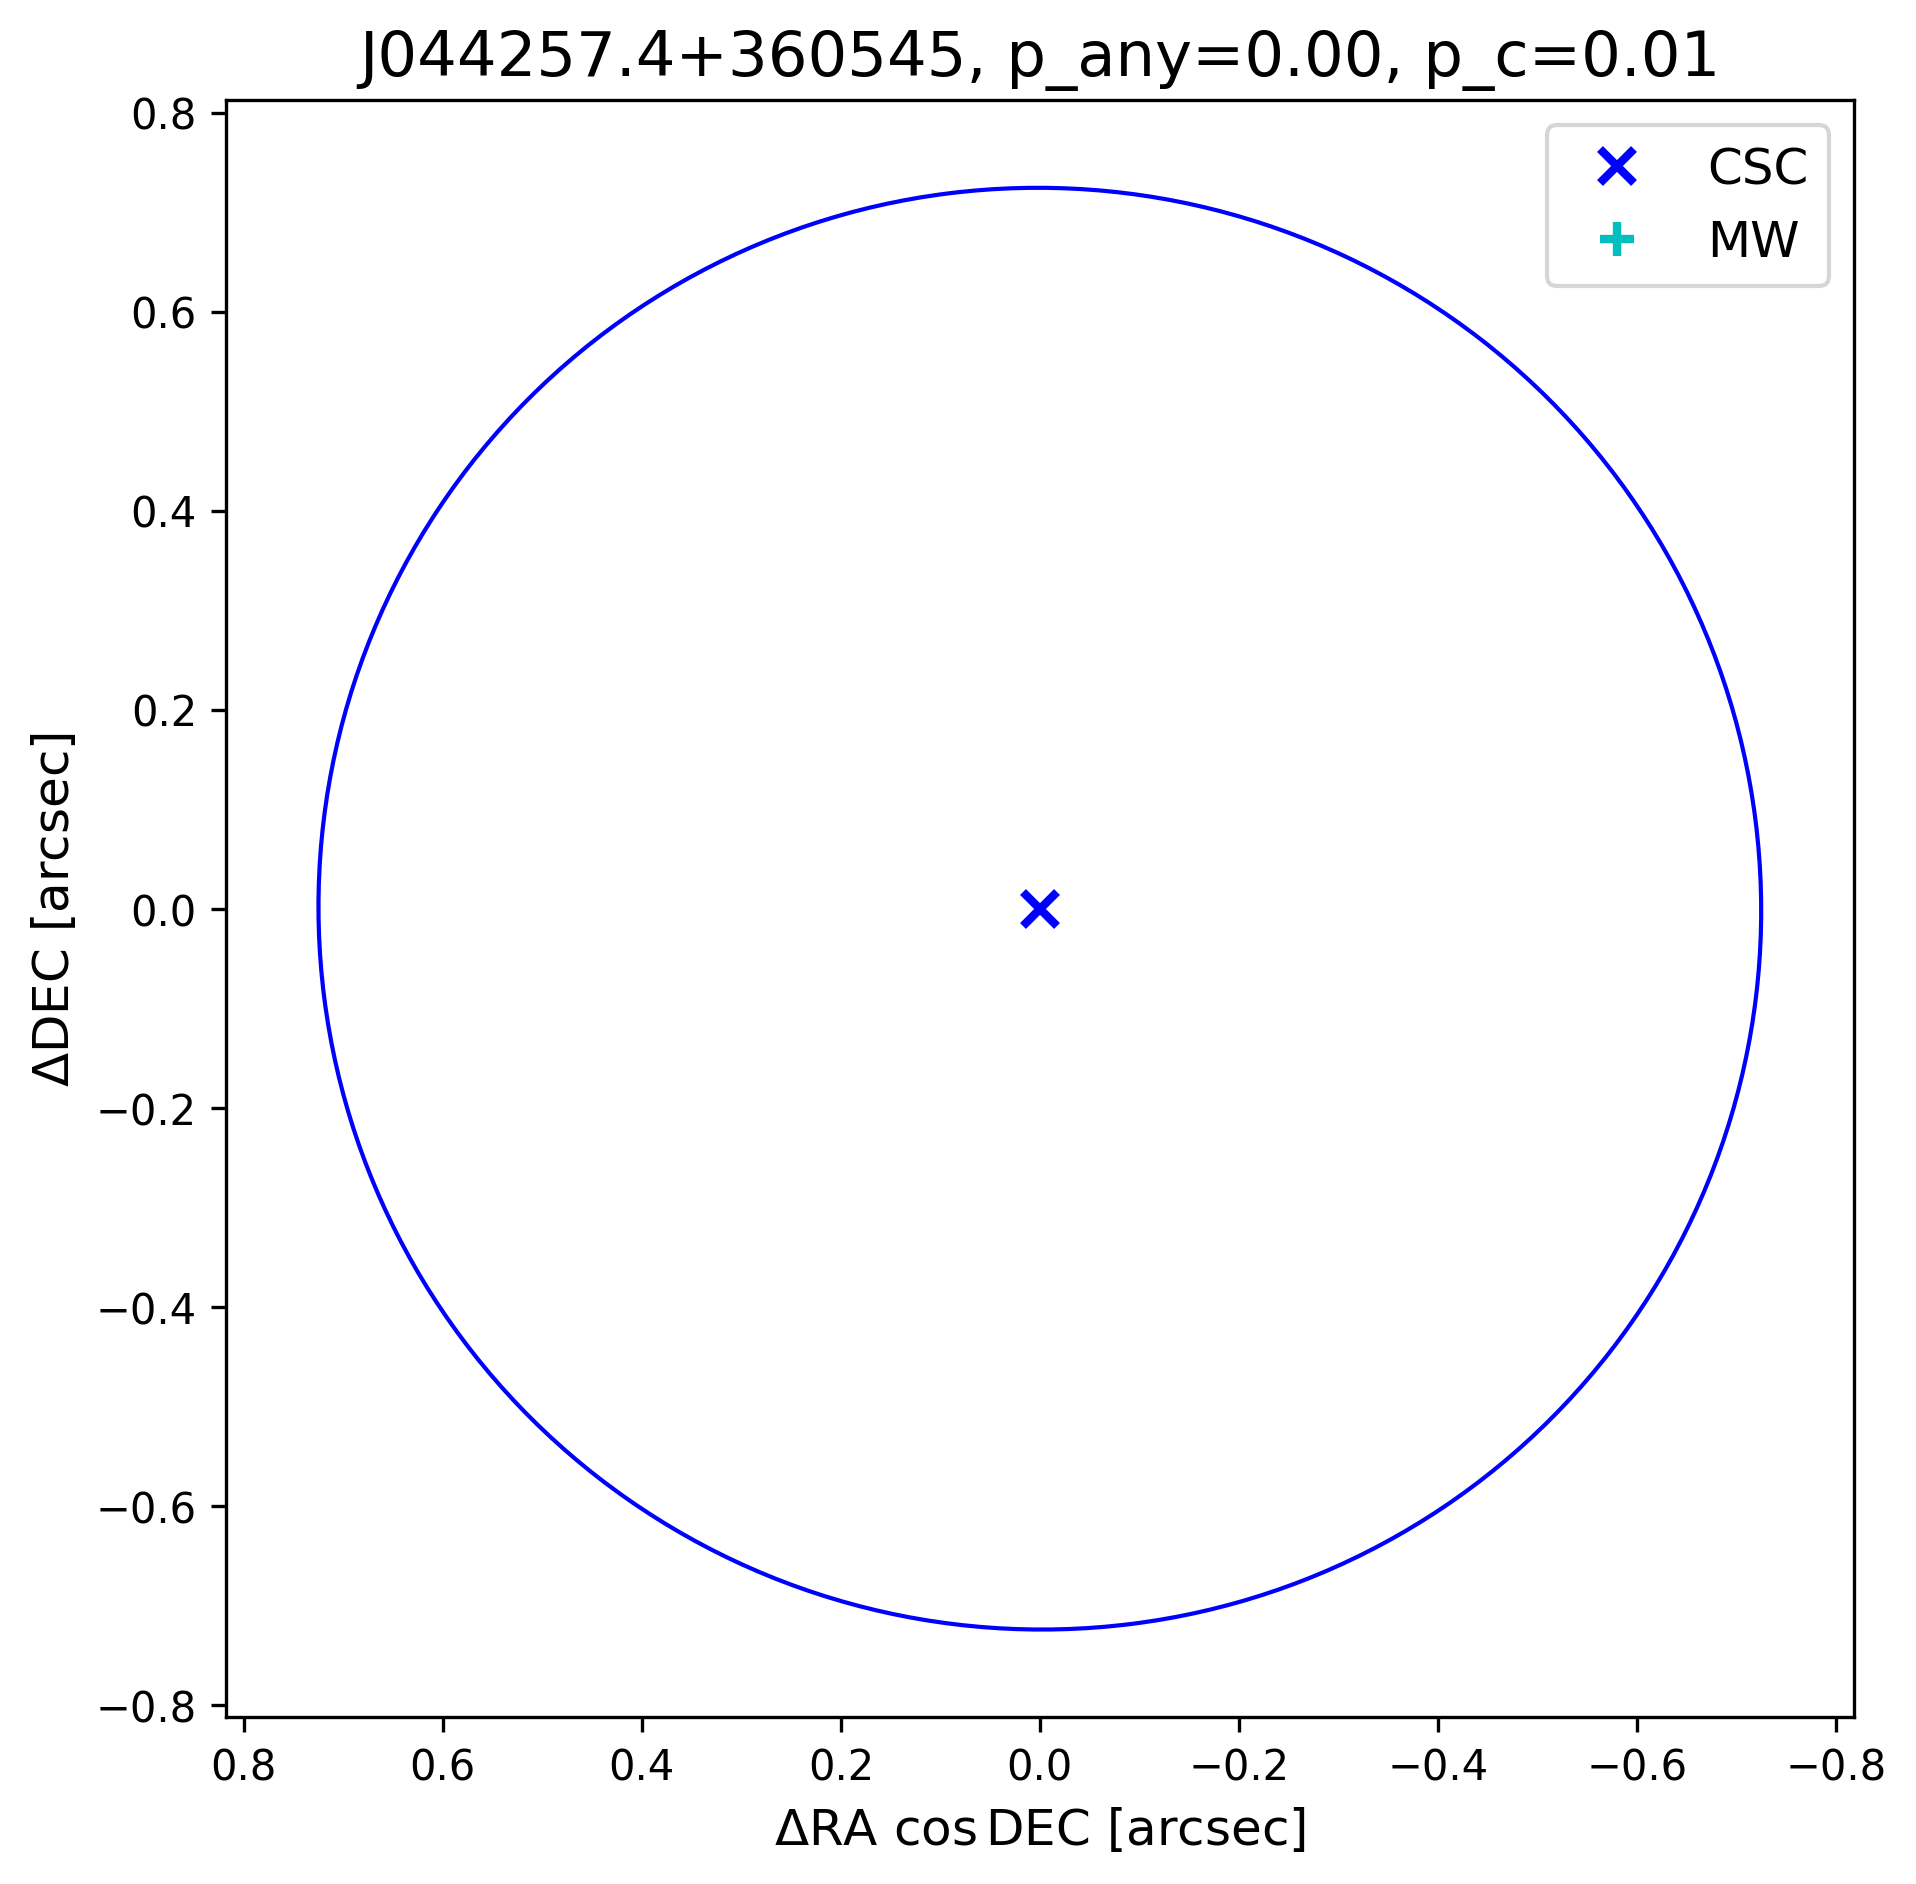 J044257.4+360545, p_any=0.00, p_c=0.01
CSC
MW
0.8
0.6
0.4
0.2
0.0
−0.2
−0.4
−0.6
−0.8
ΔDEC [arcsec]
0.8 0.6 0.4 0.2 0.0 −0.2 −0.4 −0.6 −0.8
ΔRA cos DEC [arcsec]